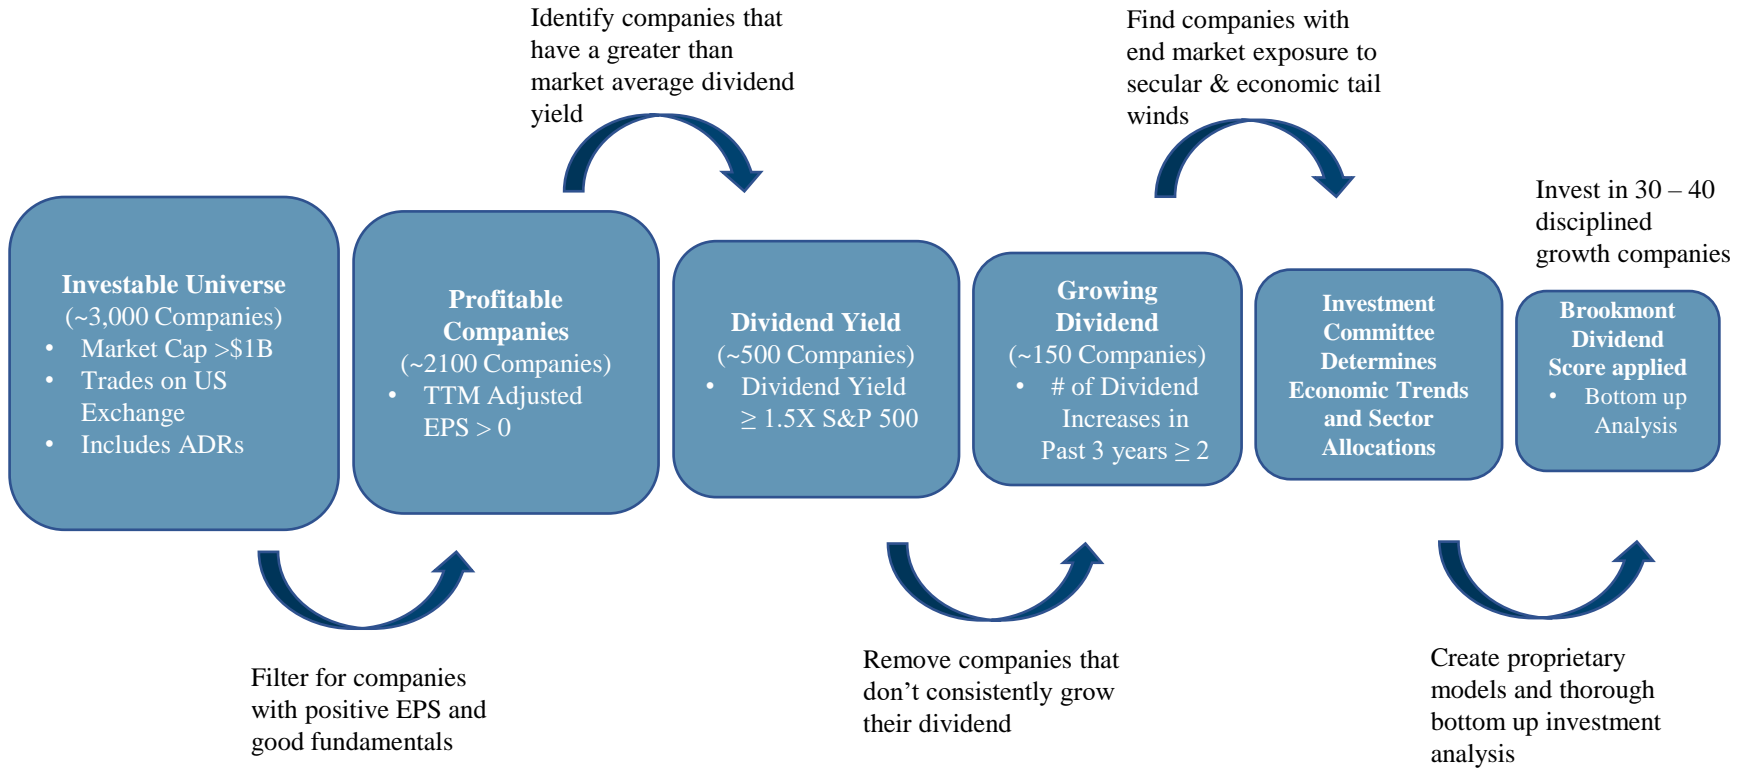 Identify companies that
have a greater than
market average dividend
yield
Find companies with
end market exposure to
secular & economic tail
winds
Invest in 30 – 40
disciplined
growth companies
Investable Universe
(~3,000 Companies)
• Market Cap >$1B
• Trades on US
Exchange
• Includes ADRs
Profitable
Companies
(~2100 Companies)
• TTM Adjusted
EPS > 0
Dividend Yield
(~500 Companies)
• Dividend Yield
≥ 1.5X S&P 500
Growing
Dividend
(~150 Companies)
• # of Dividend
Increases in
Past 3 years ≥ 2
Investment
Committee
Determines
Economic Trends
and Sector
Allocations
Brookmont
Dividend
Score applied
• Bottom up
Analysis
Filter for companies
with positive EPS and
good fundamentals
Remove companies that
don’t consistently grow
their dividend
Create proprietary
models and thorough
bottom up investment
analysis